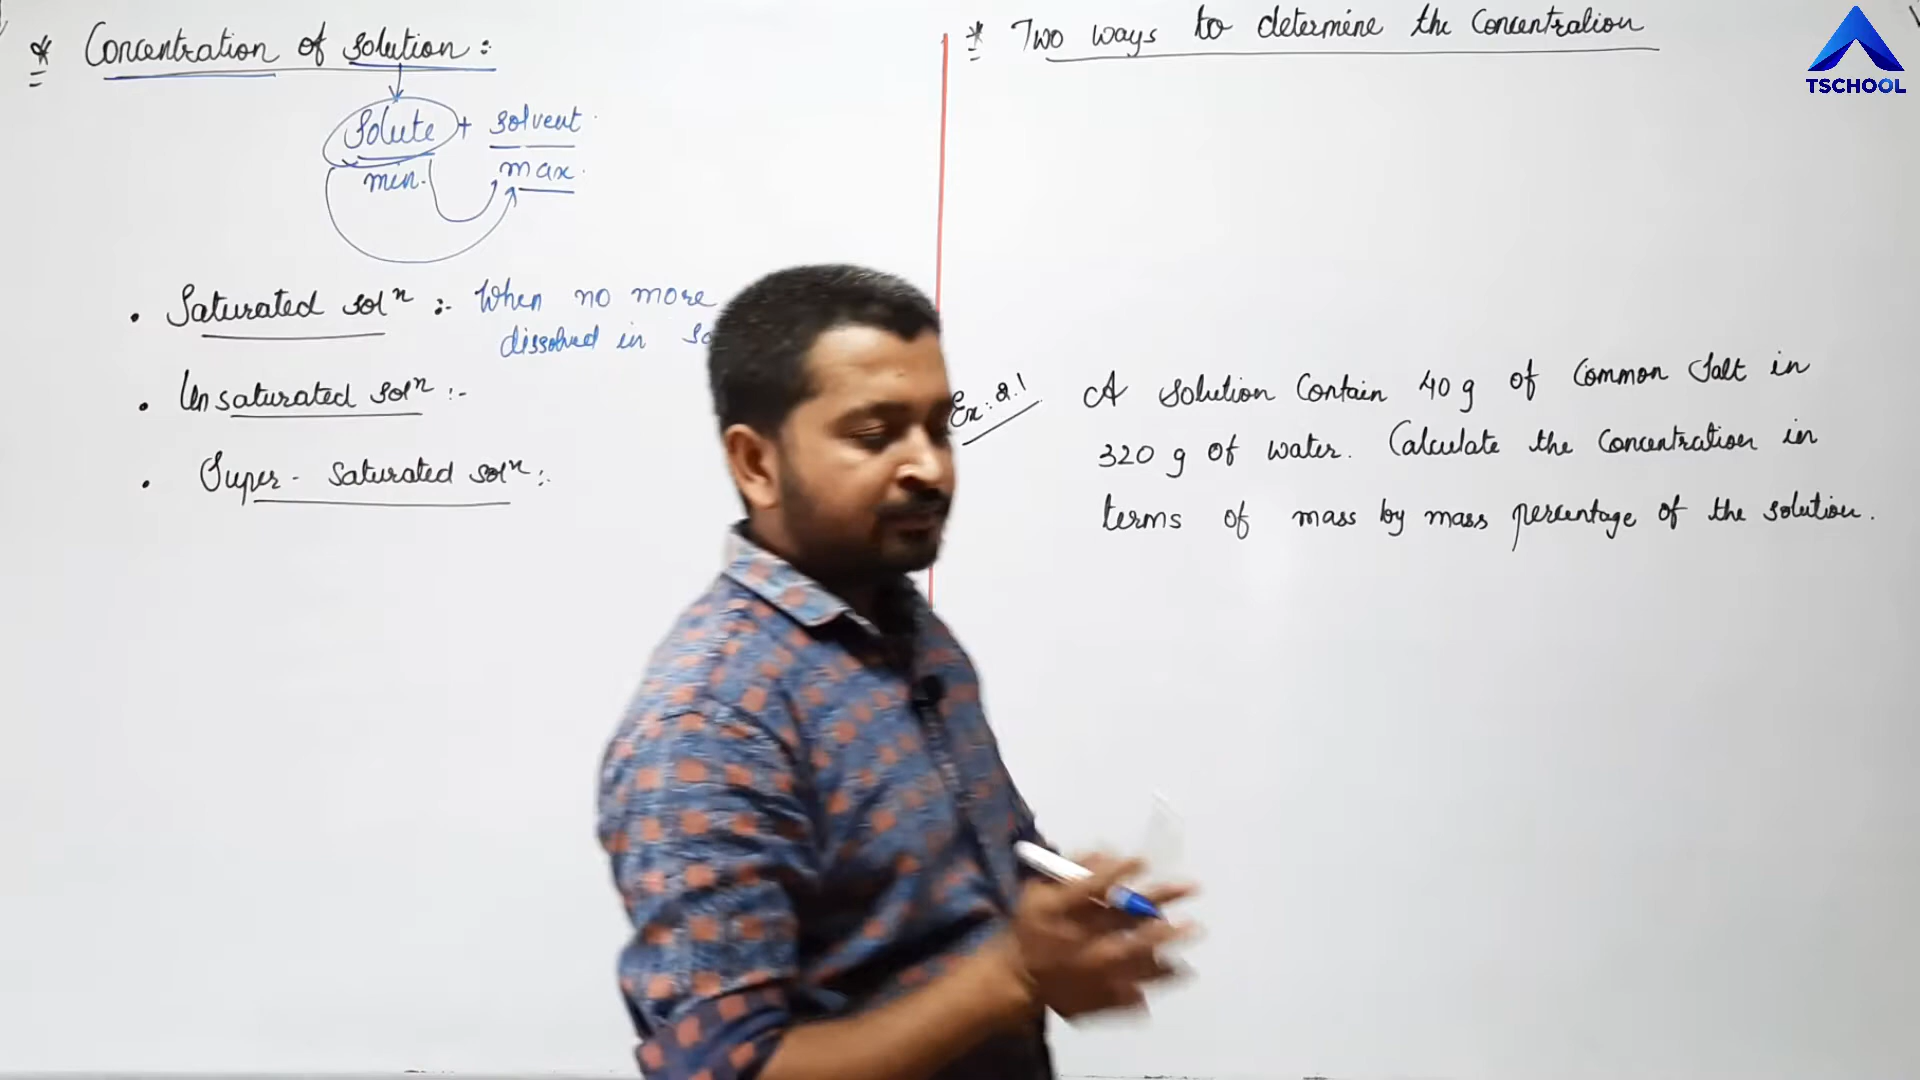 * Concentration of solution :
Solute + solvent
min. max.
• Saturated solⁿ :- When no more
dissolved in
• Unsaturated solⁿ :-
• Super - saturated solⁿ :-
* Two ways to determine the Concentration
Ex: 2.1 A solution Contain 40 g of Common Salt in
320 g of water. Calculate the Concentration in
terms of mass by mass percentage of the solution.
TSCHOOL